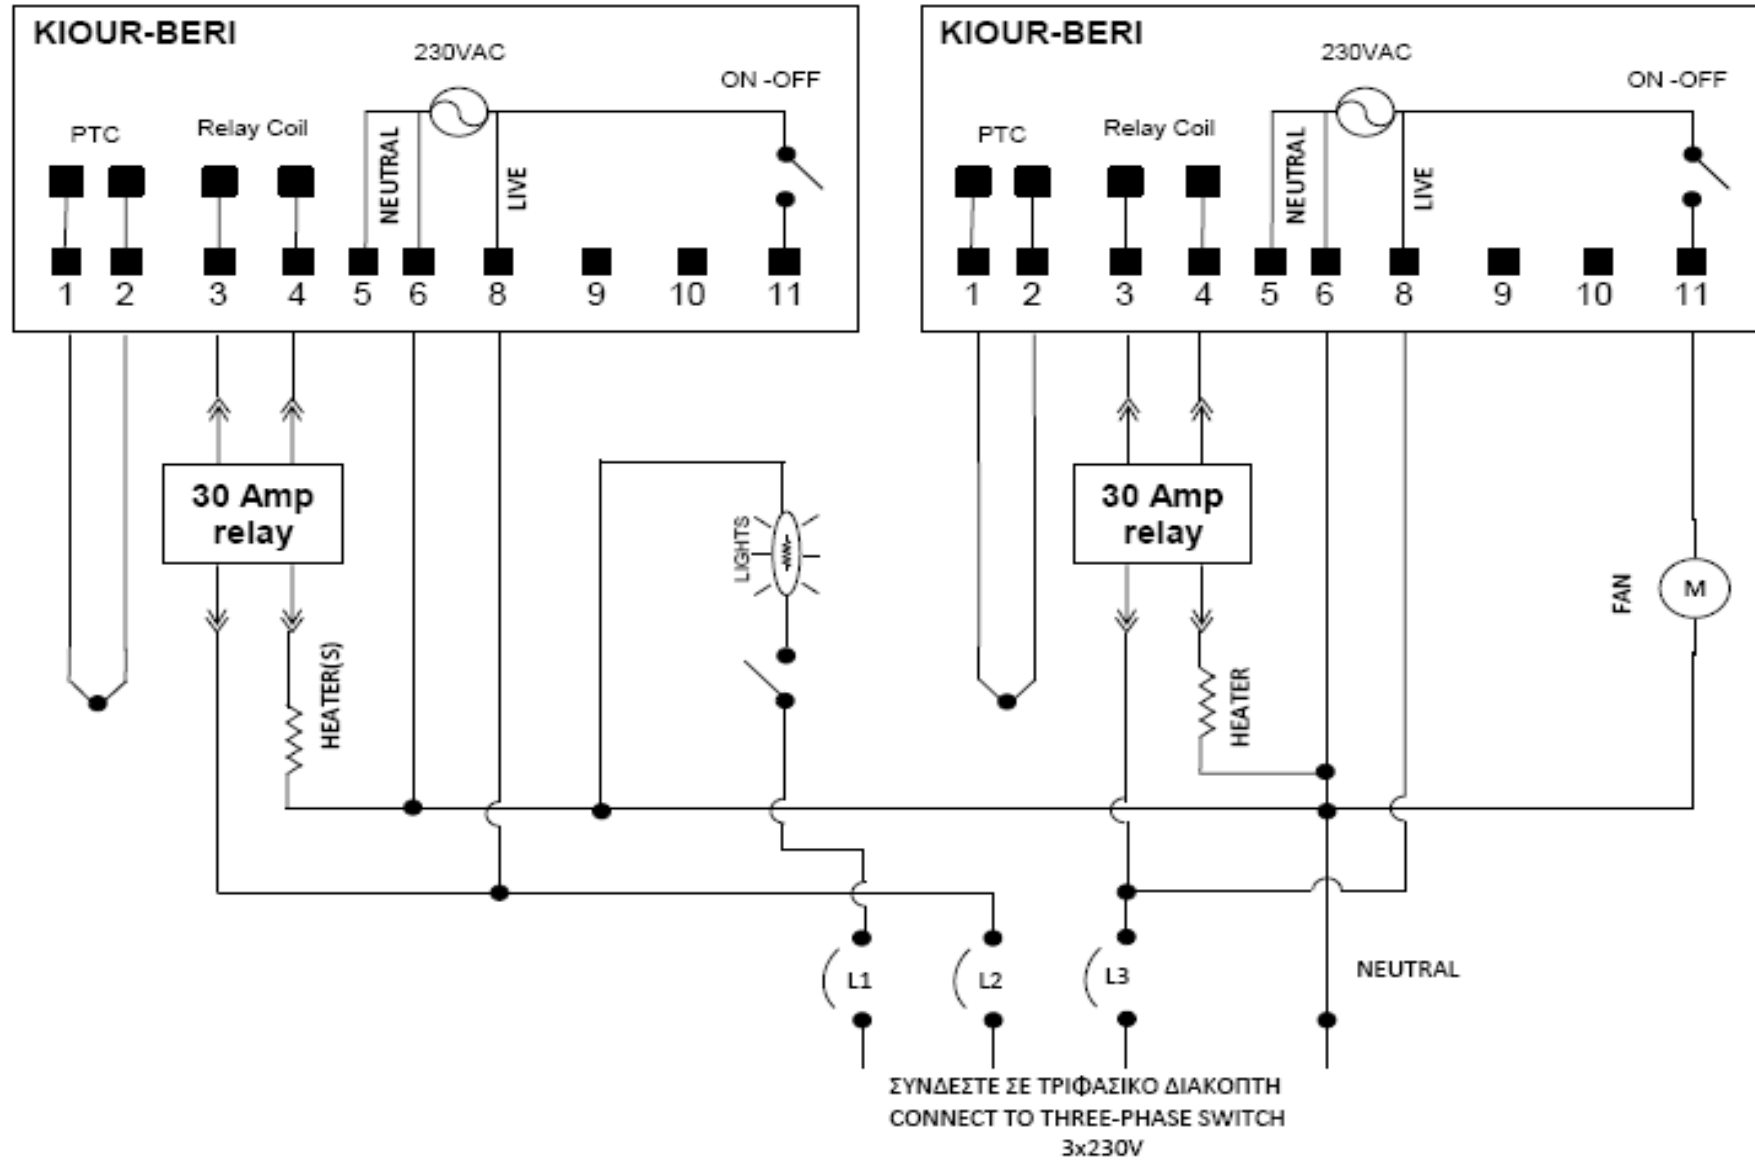 KIOUR-BERI
230VAC
ON -OFF
PTC
Relay Coil
NEUTRAL
LIVE
1 2 3 4 5 6 8 9 10 11
30 Amp
relay
HEATER(S)
LIGHTS
KIOUR-BERI
230VAC
ON -OFF
PTC
Relay Coil
NEUTRAL
LIVE
1 2 3 4 5 6 8 9 10 11
30 Amp
relay
HEATER
FAN
M
L1 L2 L3
NEUTRAL
ΣΥΝΔΕΣΤΕ ΣΕ ΤΡΙΦΑΣΙΚΟ ΔΙΑΚΟΠΤΗ
CONNECT TO THREE-PHASE SWITCH
3x230V